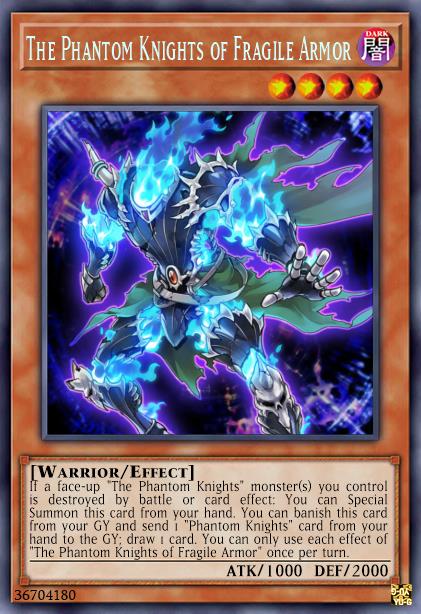 The Phantom Knights of Fragile Armor
DARK
闇
[Warrior/Effect]
If a face-up "The Phantom Knights" monster(s) you control
is destroyed by battle or card effect: You can Special
Summon this card from your hand. You can banish this card
from your GY and send 1 "Phantom Knights" card from your
hand to the GY; draw 1 card. You can only use each effect of
"The Phantom Knights of Fragile Armor" once per turn.
ATK/1000 DEF/2000
36704180